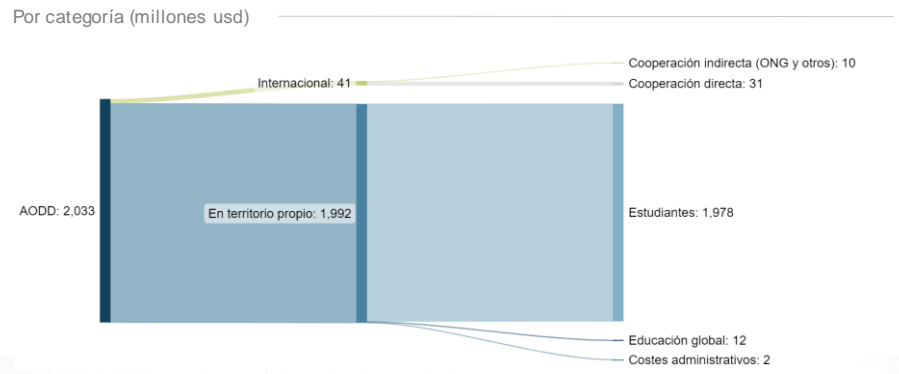 Por categoría (millones usd)
Cooperación indirecta (ONG y otros): 10
Internacional: 41
Cooperación directa: 31
AODD: 2,033
En territorio propio: 1,992
Estudiantes: 1,978
Educación global: 12
Costes administrativos: 2